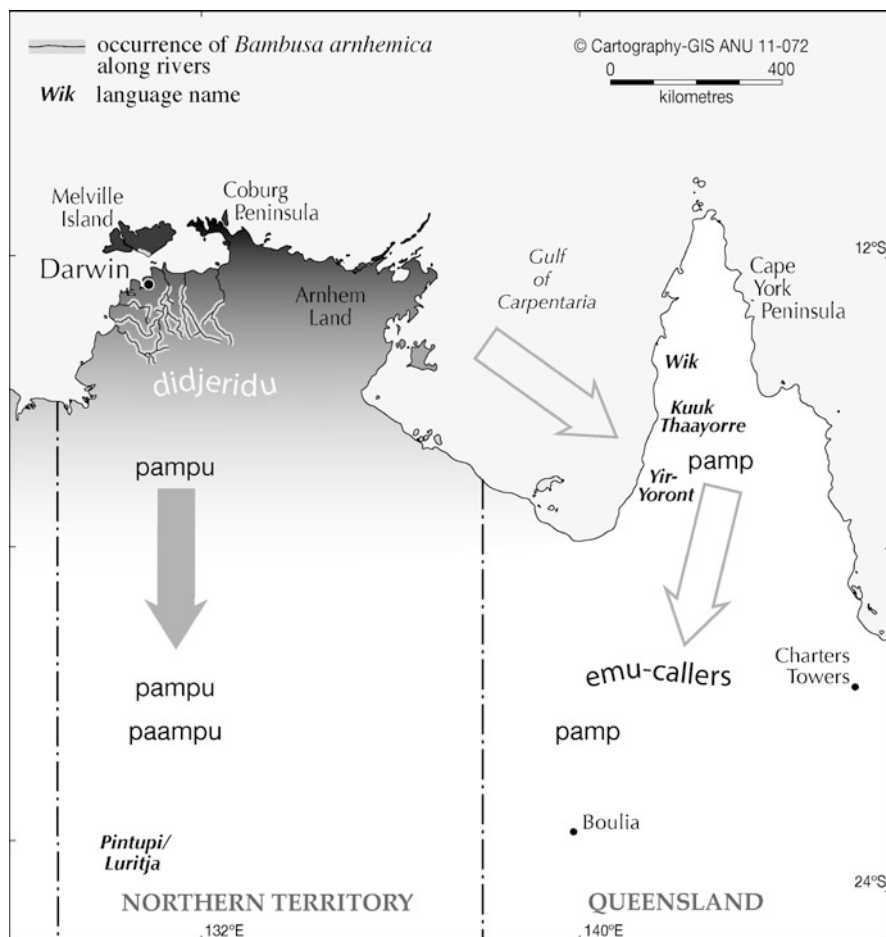 occurrence of Bambusa arnhemica
along rivers
Wik language name
© Cartography-GIS ANU 11-072
0 400
kilometres
Melville
Island
Coburg
Peninsula
Darwin
Arnhem
Land
Gulf
of
Carpentaria
12°S
Cape
York
Peninsula
didjeridu
Wik
Kuuk
Thaayorre
pampu
pamp
Yir-
Yoront
pampu
paampu
emu-callers
Charters
Towers
pamp
Boulia
Pintupi/
Luritja
24°S
NORTHERN TERRITORY
QUEENSLAND
132°E
140°E